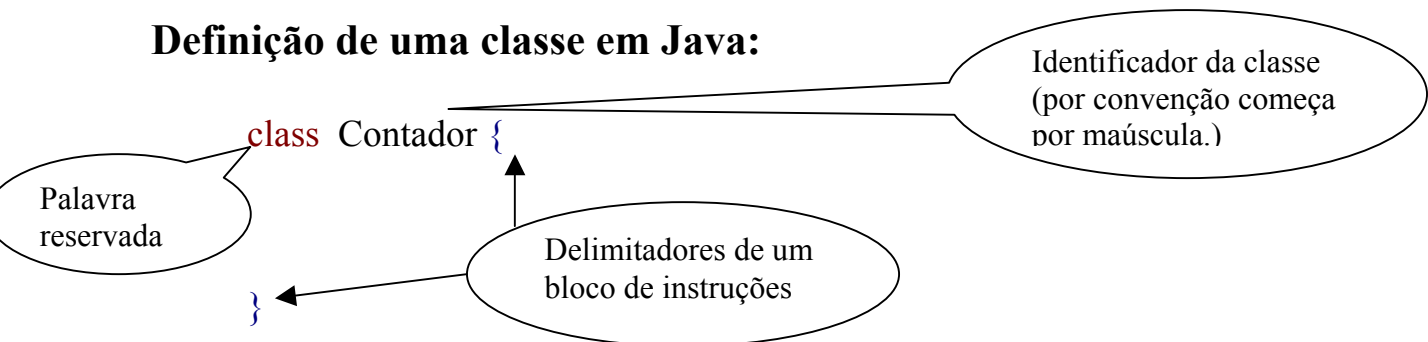 Definição de uma classe em Java:
Identificador da classe
(por convenção começa
por maúscula.)
class Contador {
Palavra
reservada
Delimitadores de um
bloco de instruções
}